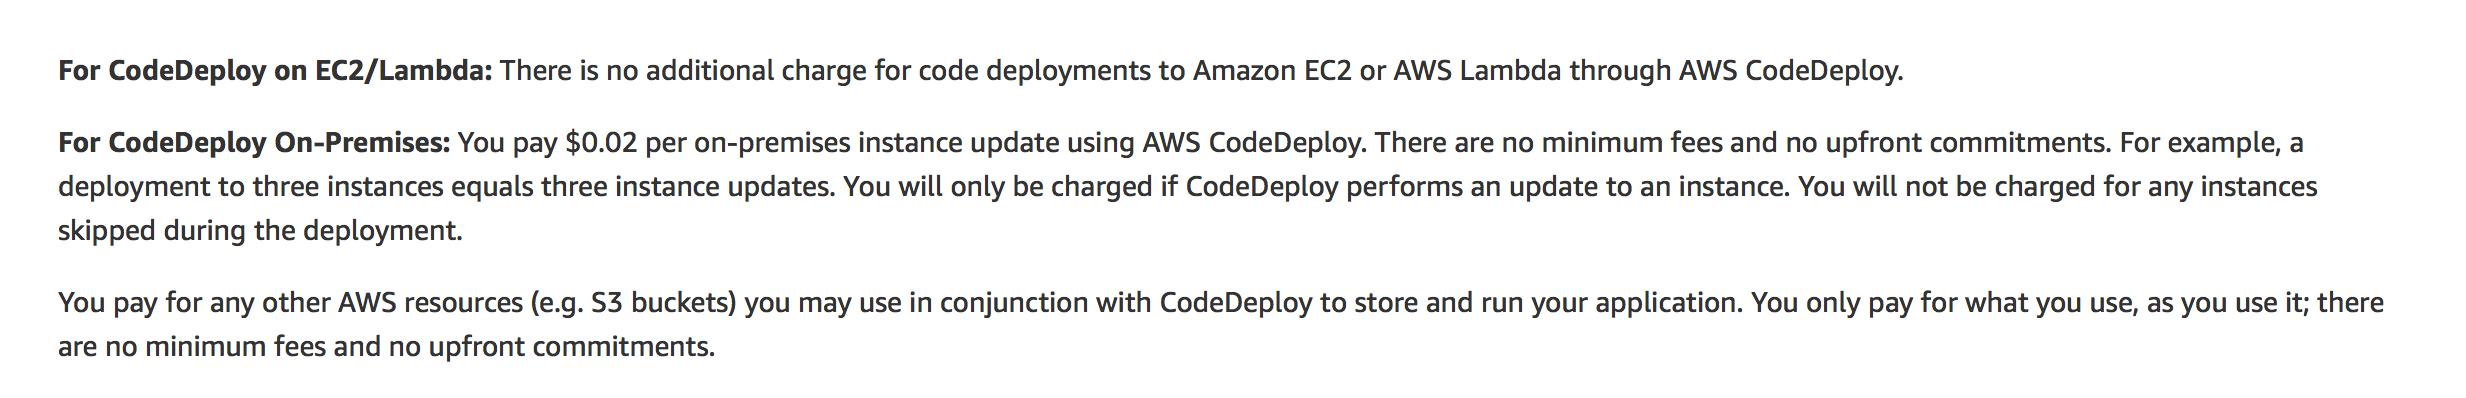 For CodeDeploy on EC2/Lambda: There is no additional charge for code deployments to Amazon EC2 or AWS Lambda through AWS CodeDeploy.
For CodeDeploy On-Premises: You pay $0.02 per on-premises instance update using AWS CodeDeploy. There are no minimum fees and no upfront commitments. For example, a
deployment to three instances equals three instance updates. You will only be charged if CodeDeploy performs an update to an instance. You will not be charged for any instances
skipped during the deployment.
You pay for any other AWS resources (e.g. S3 buckets) you may use in conjunction with CodeDeploy to store and run your application. You only pay for what you use, as you use it; there
are no minimum fees and no upfront commitments.